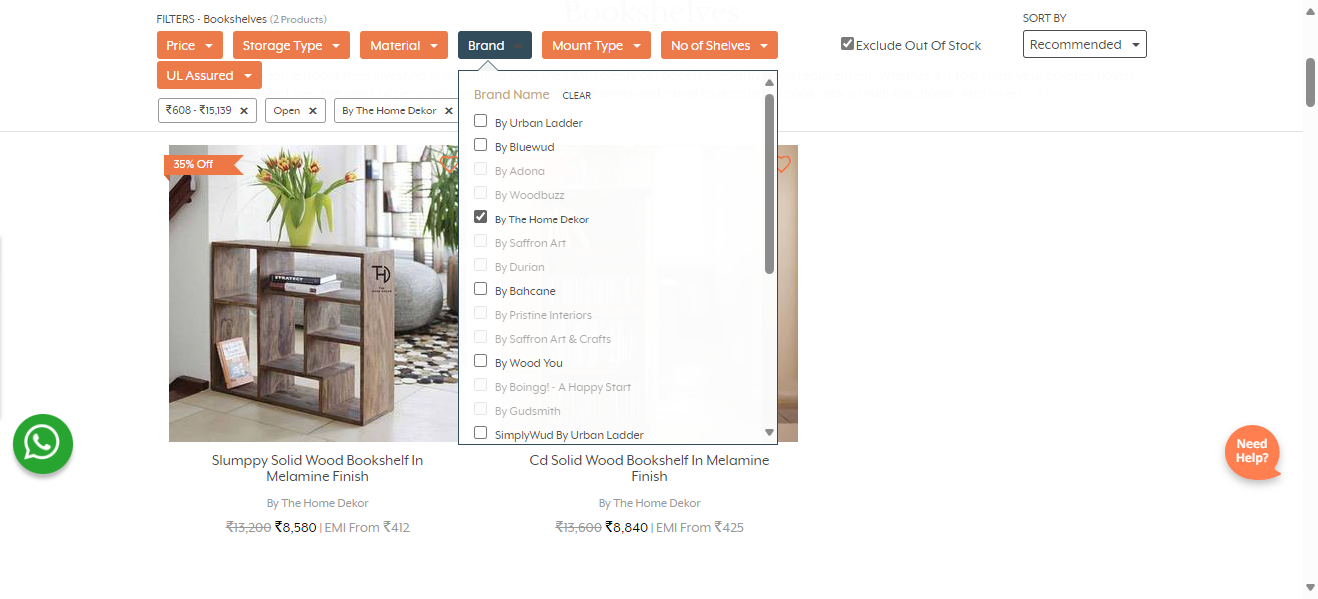 Bookshelves
FILTERS - Bookshelves (2 Products)
SORT BY
Price
Storage Type
Material
Brand
Mount Type
No of Shelves
Exclude Out Of Stock
Recommended
UL Assured
₹608 - ₹15,139 ×
Open ×
By The Home Dekor ×
Brand Name CLEAR
By Urban Ladder
By Bluewud
By Adona
By Woodbuzz
By The Home Dekor
By Saffron Art
By Durian
By Bahcane
By Pristine Interiors
By Saffron Art & Crafts
By Wood You
By Boingg! - A Happy Start
By Gudsmith
SimplyWud By Urban Ladder
35% Off
STRATEGY
THD
Need
Help?
Slumppy Solid Wood Bookshelf In
Melamine Finish
By The Home Dekor
₹13,200 ₹8,580 | EMI From ₹412
Cd Solid Wood Bookshelf In Melamine
Finish
By The Home Dekor
₹13,600 ₹8,840 | EMI From ₹425